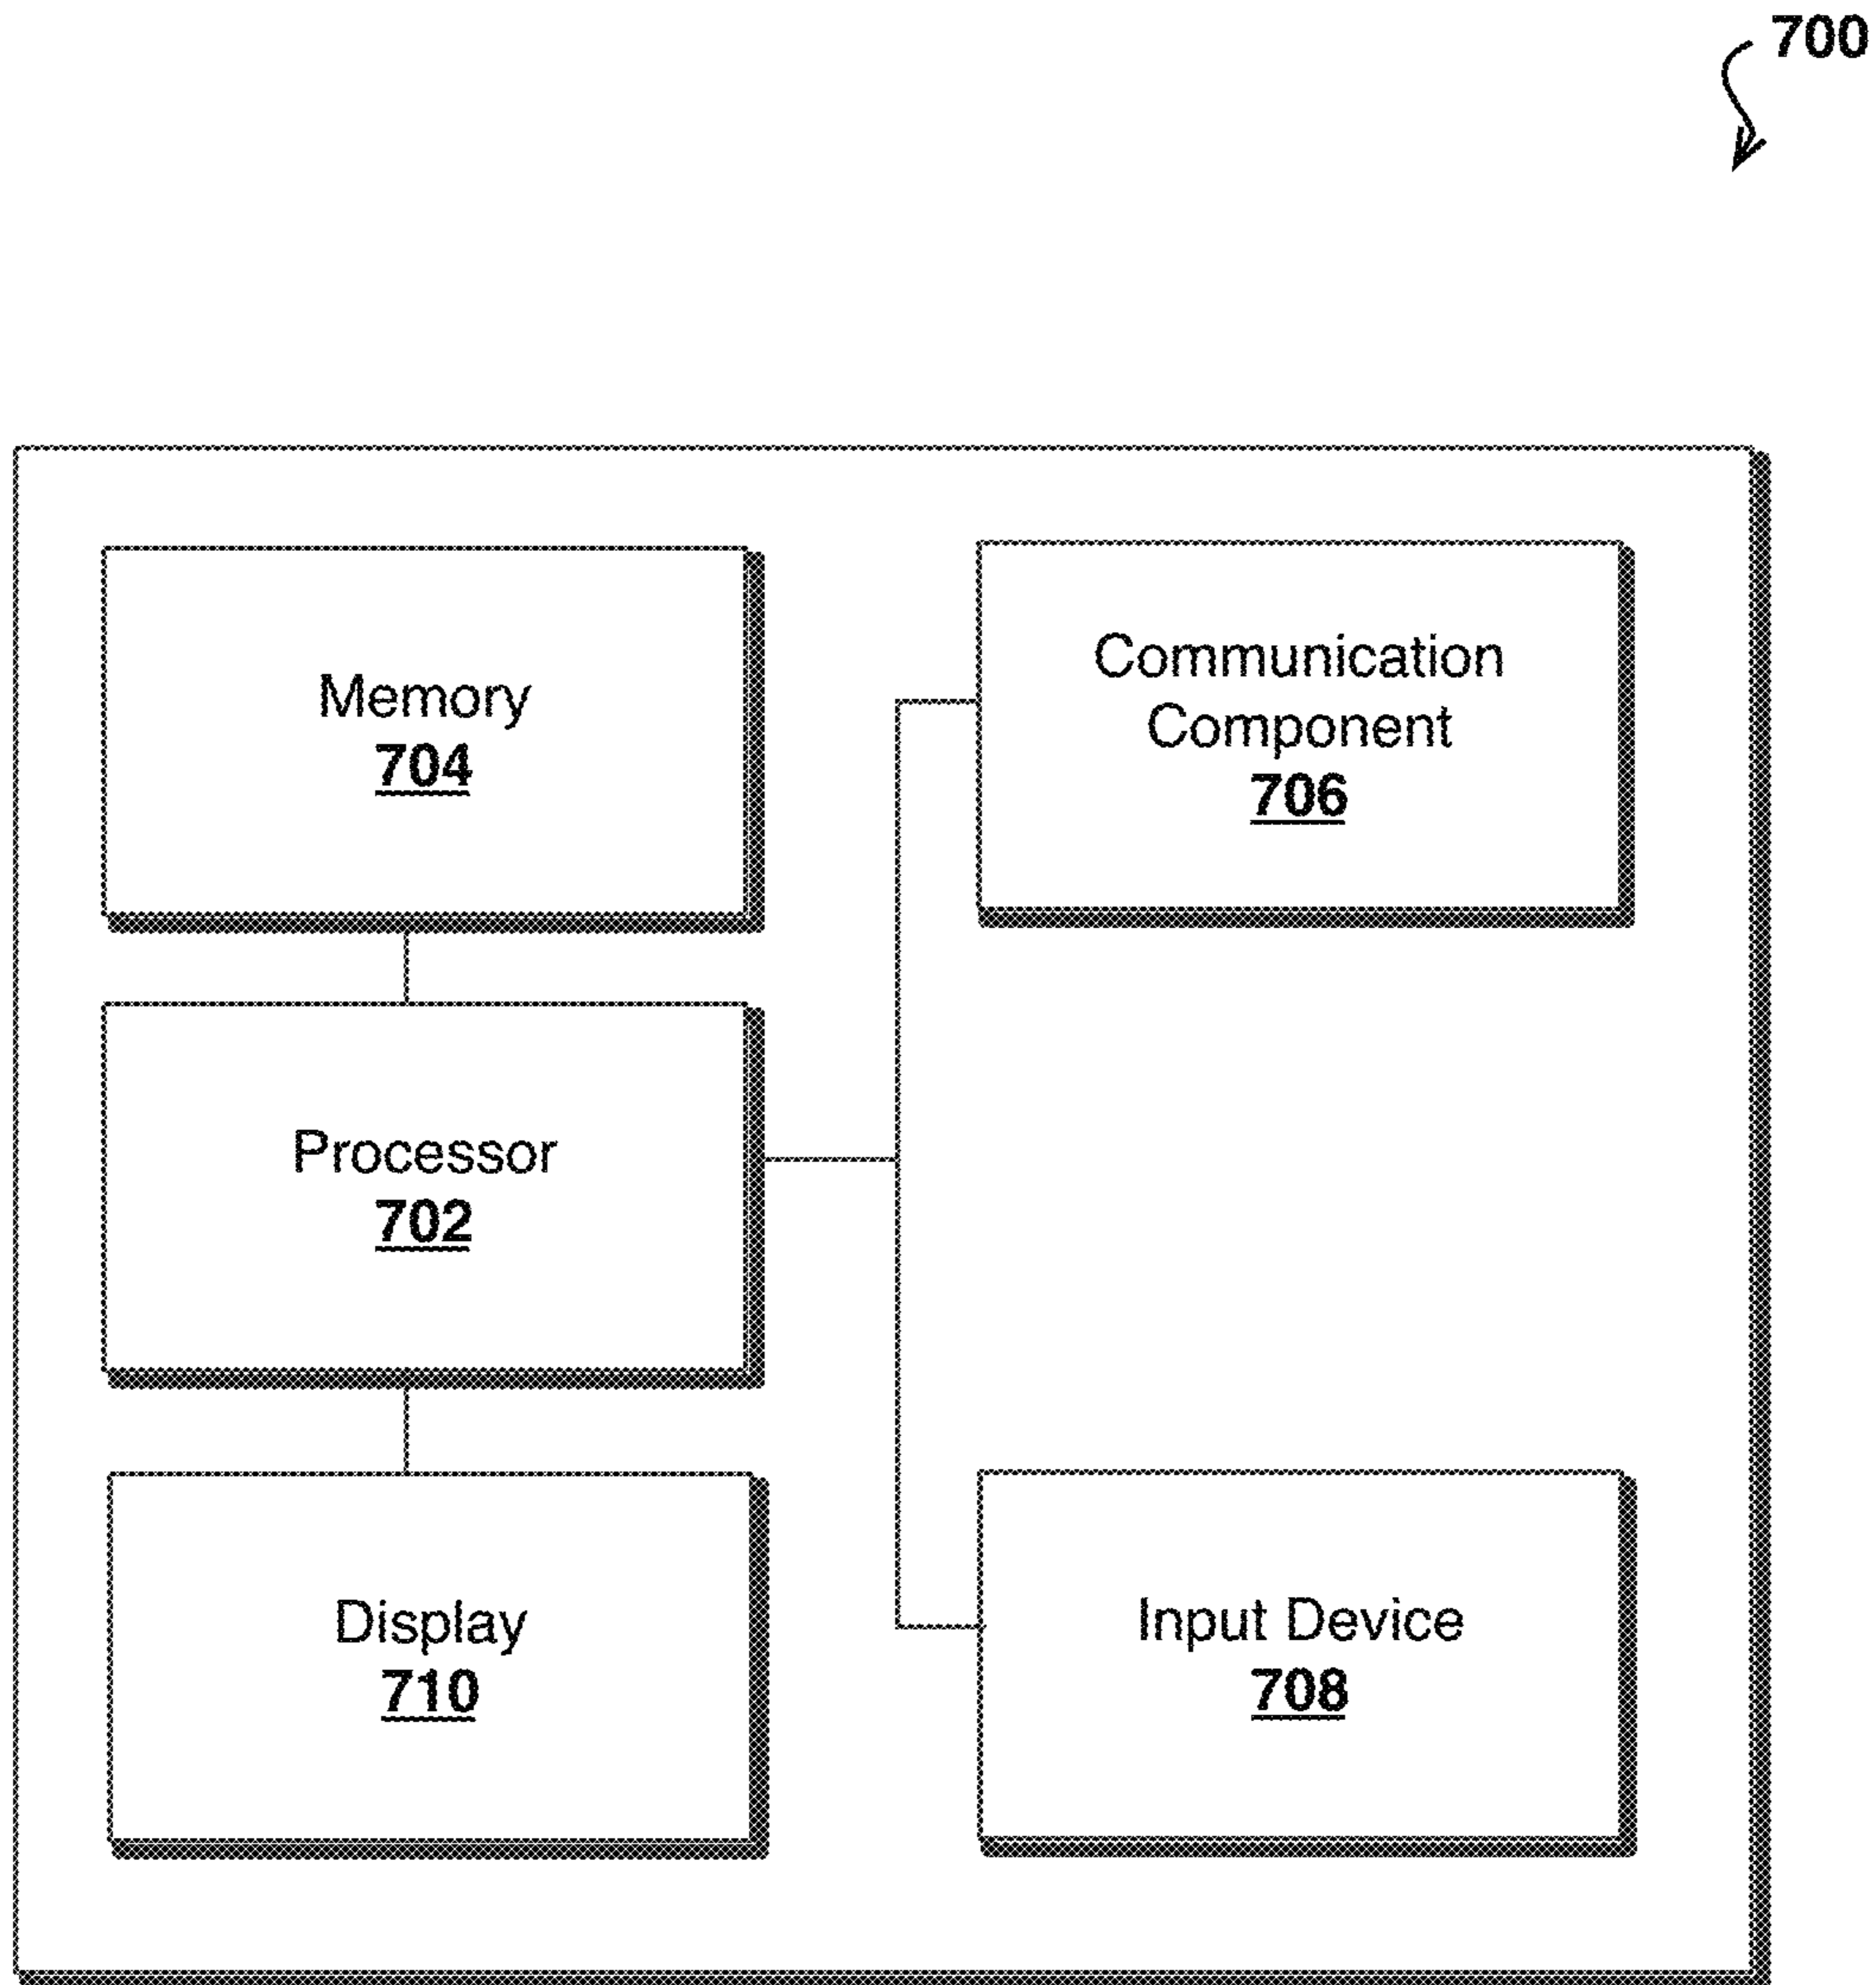 700
Memory
704
Communication
Component
706
Processor
702
Display
710
Input Device
708